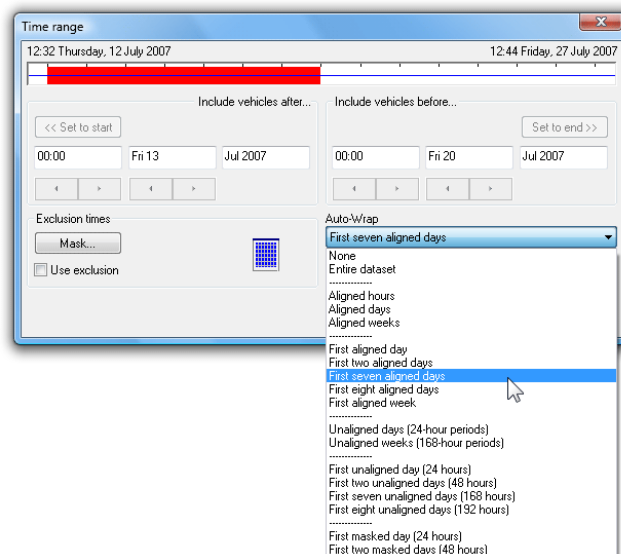 Time range
12:32 Thursday, 12 July 2007 12:44 Friday, 27 July 2007
Include vehicles after... Include vehicles before...
<< Set to start Set to end >>
00:00 Fri 13 Jul 2007 00:00 Fri 20 Jul 2007
Exclusion times Auto-Wrap
Mask... First seven aligned days
Use exclusion
None
Entire dataset
--------------
Aligned hours
Aligned days
Aligned weeks
--------------
First aligned day
First two aligned days
First seven aligned days
First eight aligned days
First aligned week
--------------
Unaligned days (24-hour periods)
Unaligned weeks (168-hour periods)
--------------
First unaligned day (24 hours)
First two unaligned days (48 hours)
First seven unaligned days (168 hours)
First eight unaligned days (192 hours)
--------------
First masked day (24 hours)
First two masked days (48 hours)